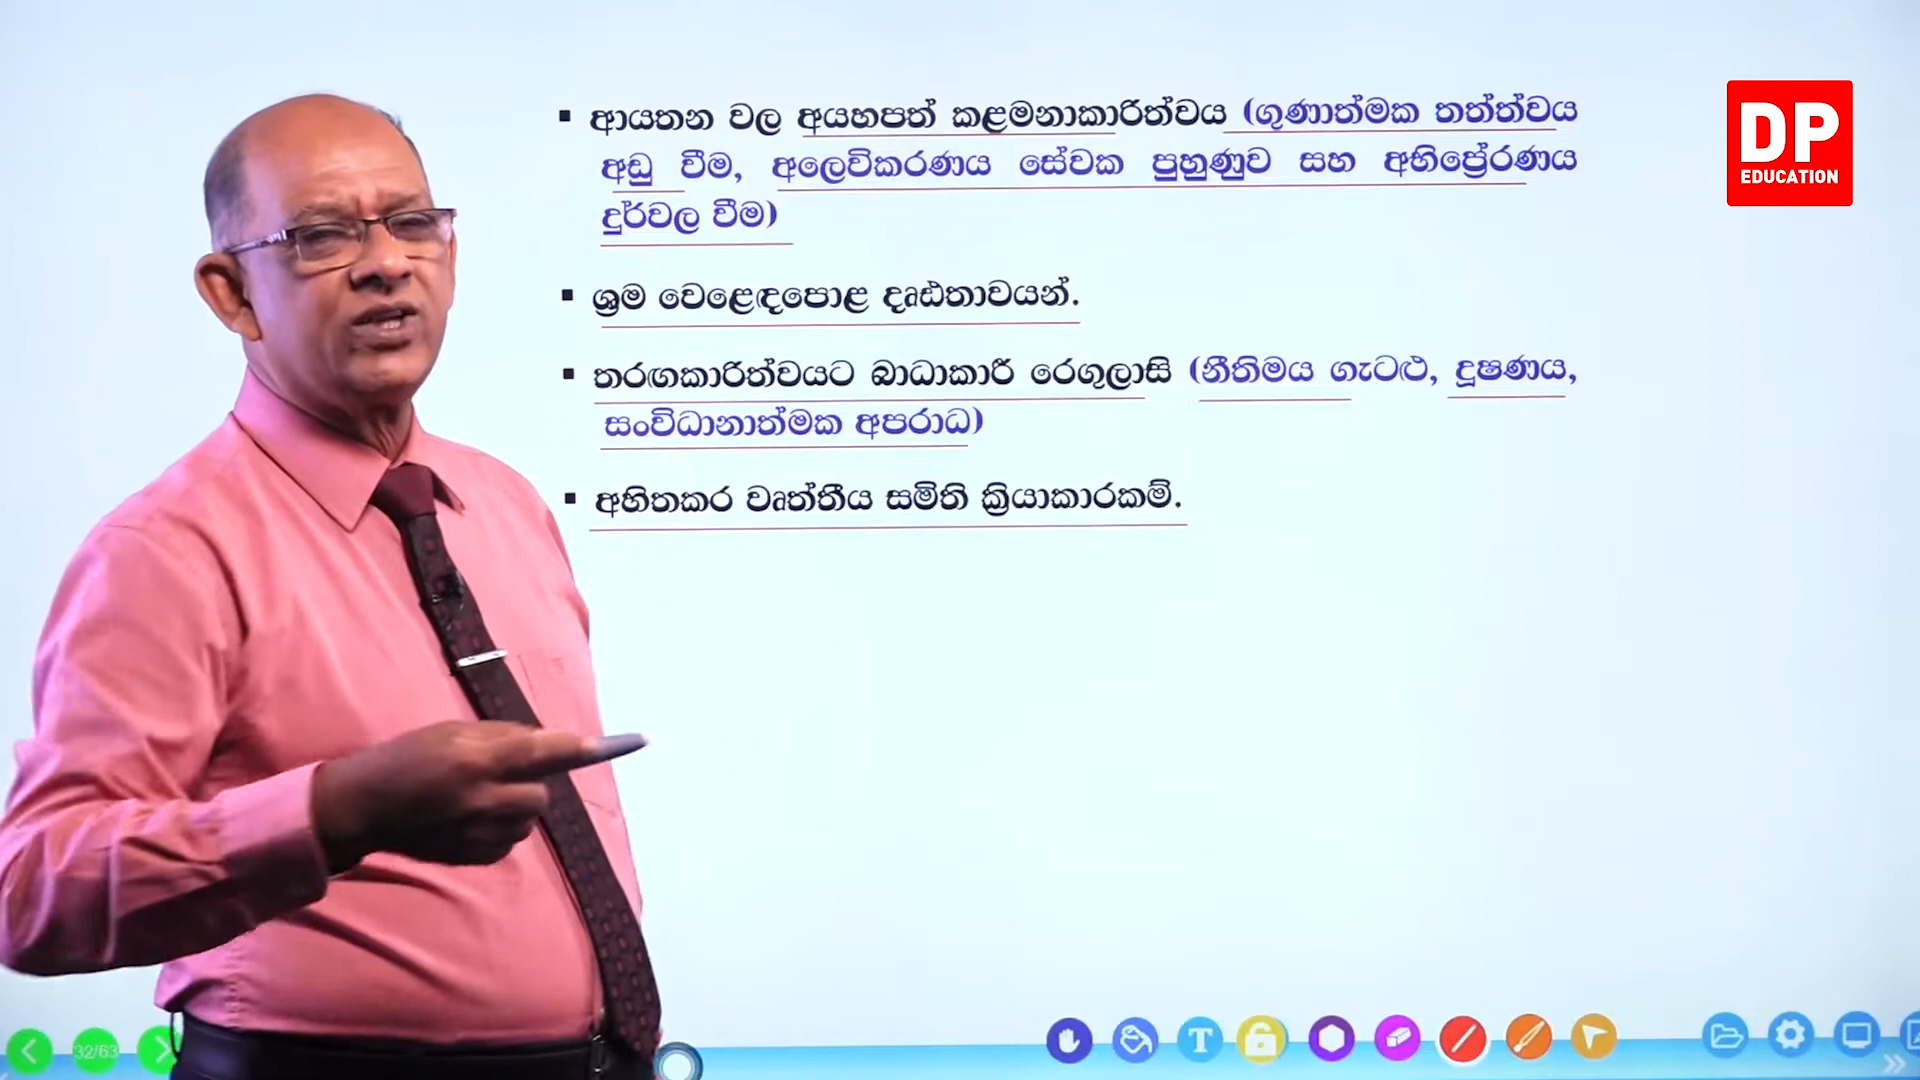 ▪ ආයතන වල අයහපත් කළමනාකාරිත්වය (ගුණාත්මක තත්ත්වය
අඩු වීම, අලෙවිකරණය සේවක පුහුණුව සහ අභිප්‍රේරණය
දුර්වල වීම)
▪ ශ්‍රම වෙළෙඳපොළ දෘඪතාවයන්.
▪ තරඟකාරිත්වයට බාධාකාරී රෙගුලාසි (නීතිමය ගැටළු, දූෂණය,
සංවිධානාත්මක අපරාධ)
▪ අහිතකර වෘත්තීය සමිති ක්‍රියාකාරකම්.
DP
EDUCATION
32/63
T